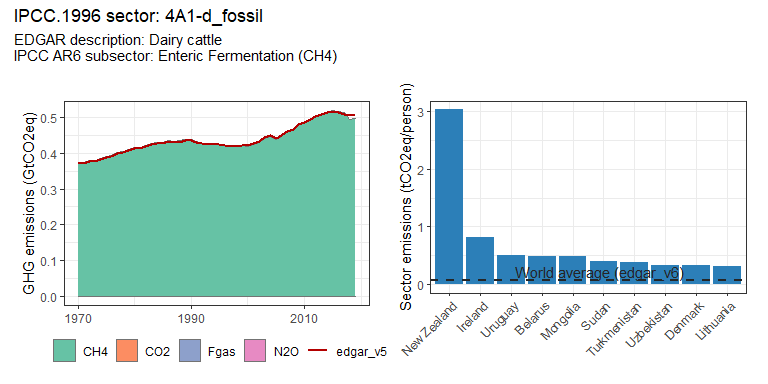 IPCC.1996 sector: 4A1-d_fossil
EDGAR description: Dairy cattle
IPCC AR6 subsector: Enteric Fermentation (CH4)
GHG emissions (GtCO2eq)
0.5
0.4
0.3
0.2
0.1
0.0
1970
1990
2010
CH4
CO2
Fgas
N2O
edgar_v5
Sector emissions (tCO2eq/person)
3
2
1
0
World average (edgar_v6)
New Zealand
Ireland
Uruguay
Belarus
Mongolia
Sudan
Turkmenistan
Uzbekistan
Denmark
Lithuania